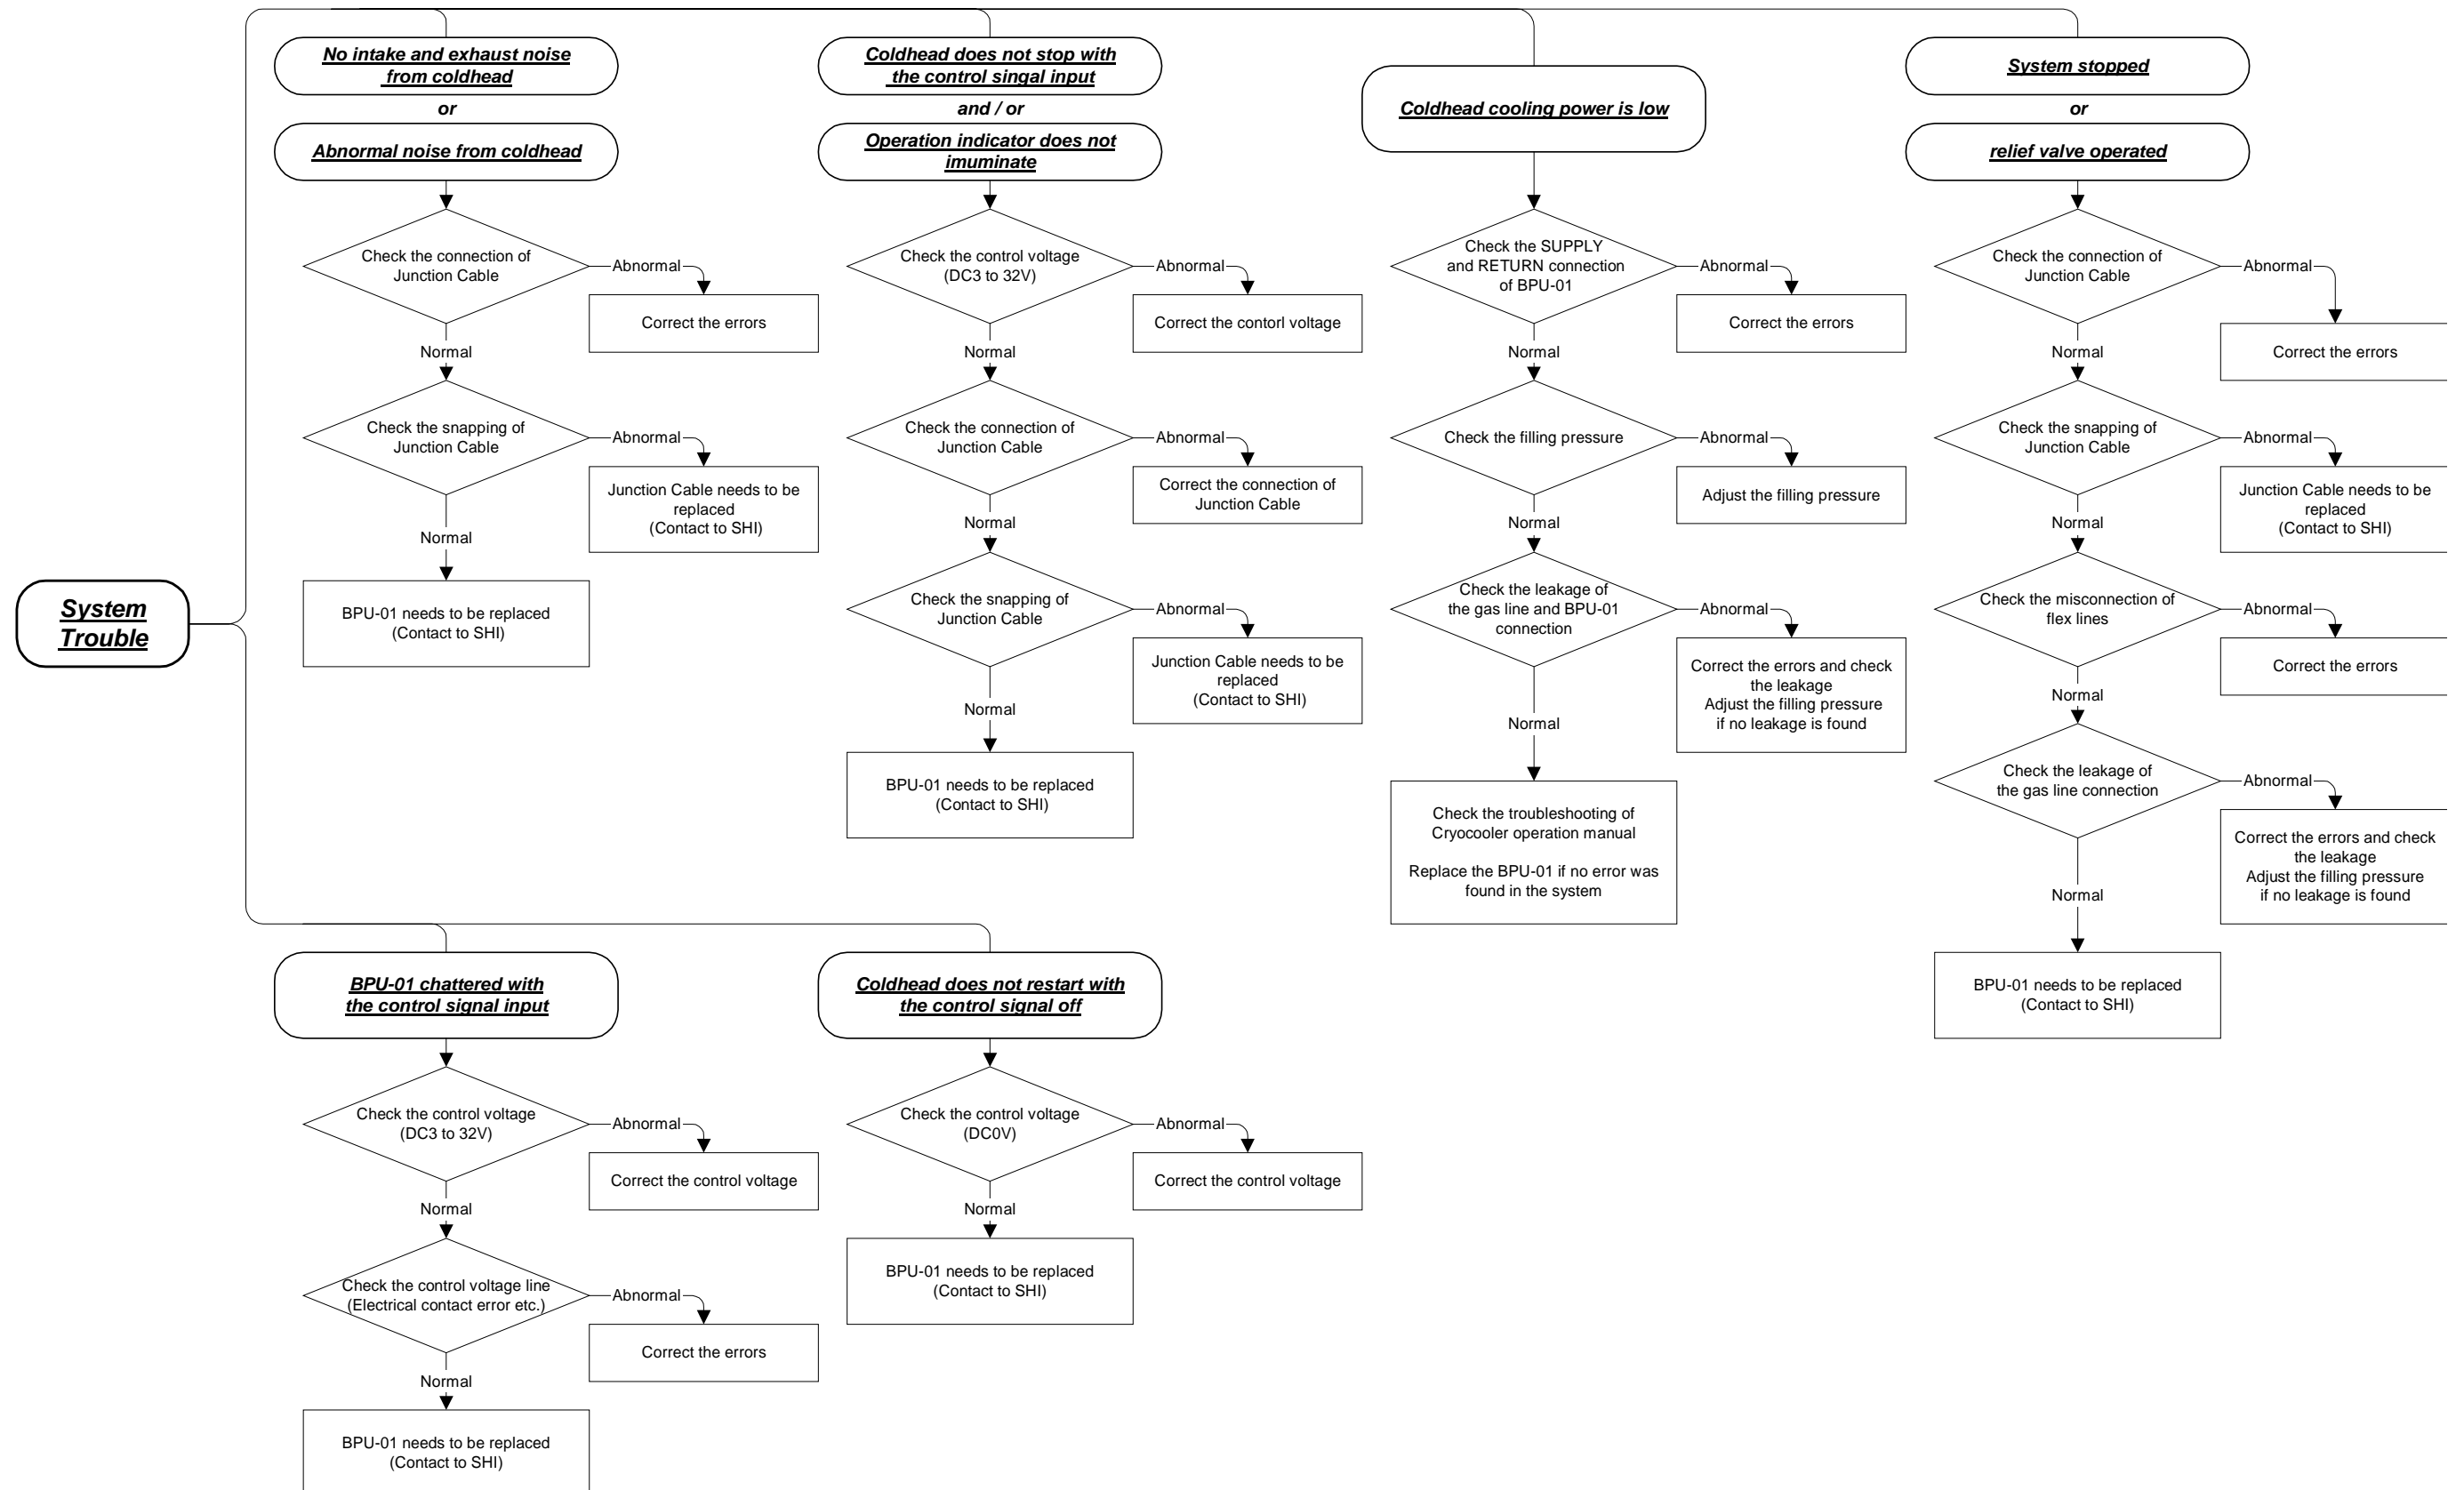 System
Trouble
No intake and exhaust noise
from coldhead
or
Abnormal noise from coldhead
Check the connection of
Junction Cable
Abnormal
Correct the errors
Normal
Check the snapping of
Junction Cable
Abnormal
Junction Cable needs to be
replaced
(Contact to SHI)
Normal
BPU-01 needs to be replaced
(Contact to SHI)
Coldhead does not stop with
the control singal input
and / or
Operation indicator does not
imuminate
Check the control voltage
(DC3 to 32V)
Abnormal
Correct the contorl voltage
Normal
Check the connection of
Junction Cable
Abnormal
Correct the connection of
Junction Cable
Normal
Check the snapping of
Junction Cable
Abnormal
Junction Cable needs to be
replaced
(Contact to SHI)
Normal
BPU-01 needs to be replaced
(Contact to SHI)
Coldhead cooling power is low
Check the SUPPLY
and RETURN connection
of BPU-01
Abnormal
Correct the errors
Normal
Check the filling pressure
Abnormal
Adjust the filling pressure
Normal
Check the leakage of
the gas line and BPU-01
connection
Abnormal
Correct the errors and check
the leakage
Adjust the filling pressure
if no leakage is found
Normal
Check the troubleshooting of
Cryocooler operation manual
Replace the BPU-01 if no error was
found in the system
System stopped
or
relief valve operated
Check the connection of
Junction Cable
Abnormal
Correct the errors
Normal
Check the snapping of
Junction Cable
Abnormal
Junction Cable needs to be
replaced
(Contact to SHI)
Normal
Check the misconnection of
flex lines
Abnormal
Correct the errors
Normal
Check the leakage of
the gas line connection
Abnormal
Correct the errors and check
the leakage
Adjust the filling pressure
if no leakage is found
Normal
BPU-01 needs to be replaced
(Contact to SHI)
BPU-01 chattered with
the control signal input
Check the control voltage
(DC3 to 32V)
Abnormal
Correct the control voltage
Normal
Check the control voltage line
(Electrical contact error etc.)
Abnormal
Correct the errors
Normal
BPU-01 needs to be replaced
(Contact to SHI)
Coldhead does not restart with
the control signal off
Check the control voltage
(DC0V)
Abnormal
Correct the control voltage
Normal
BPU-01 needs to be replaced
(Contact to SHI)